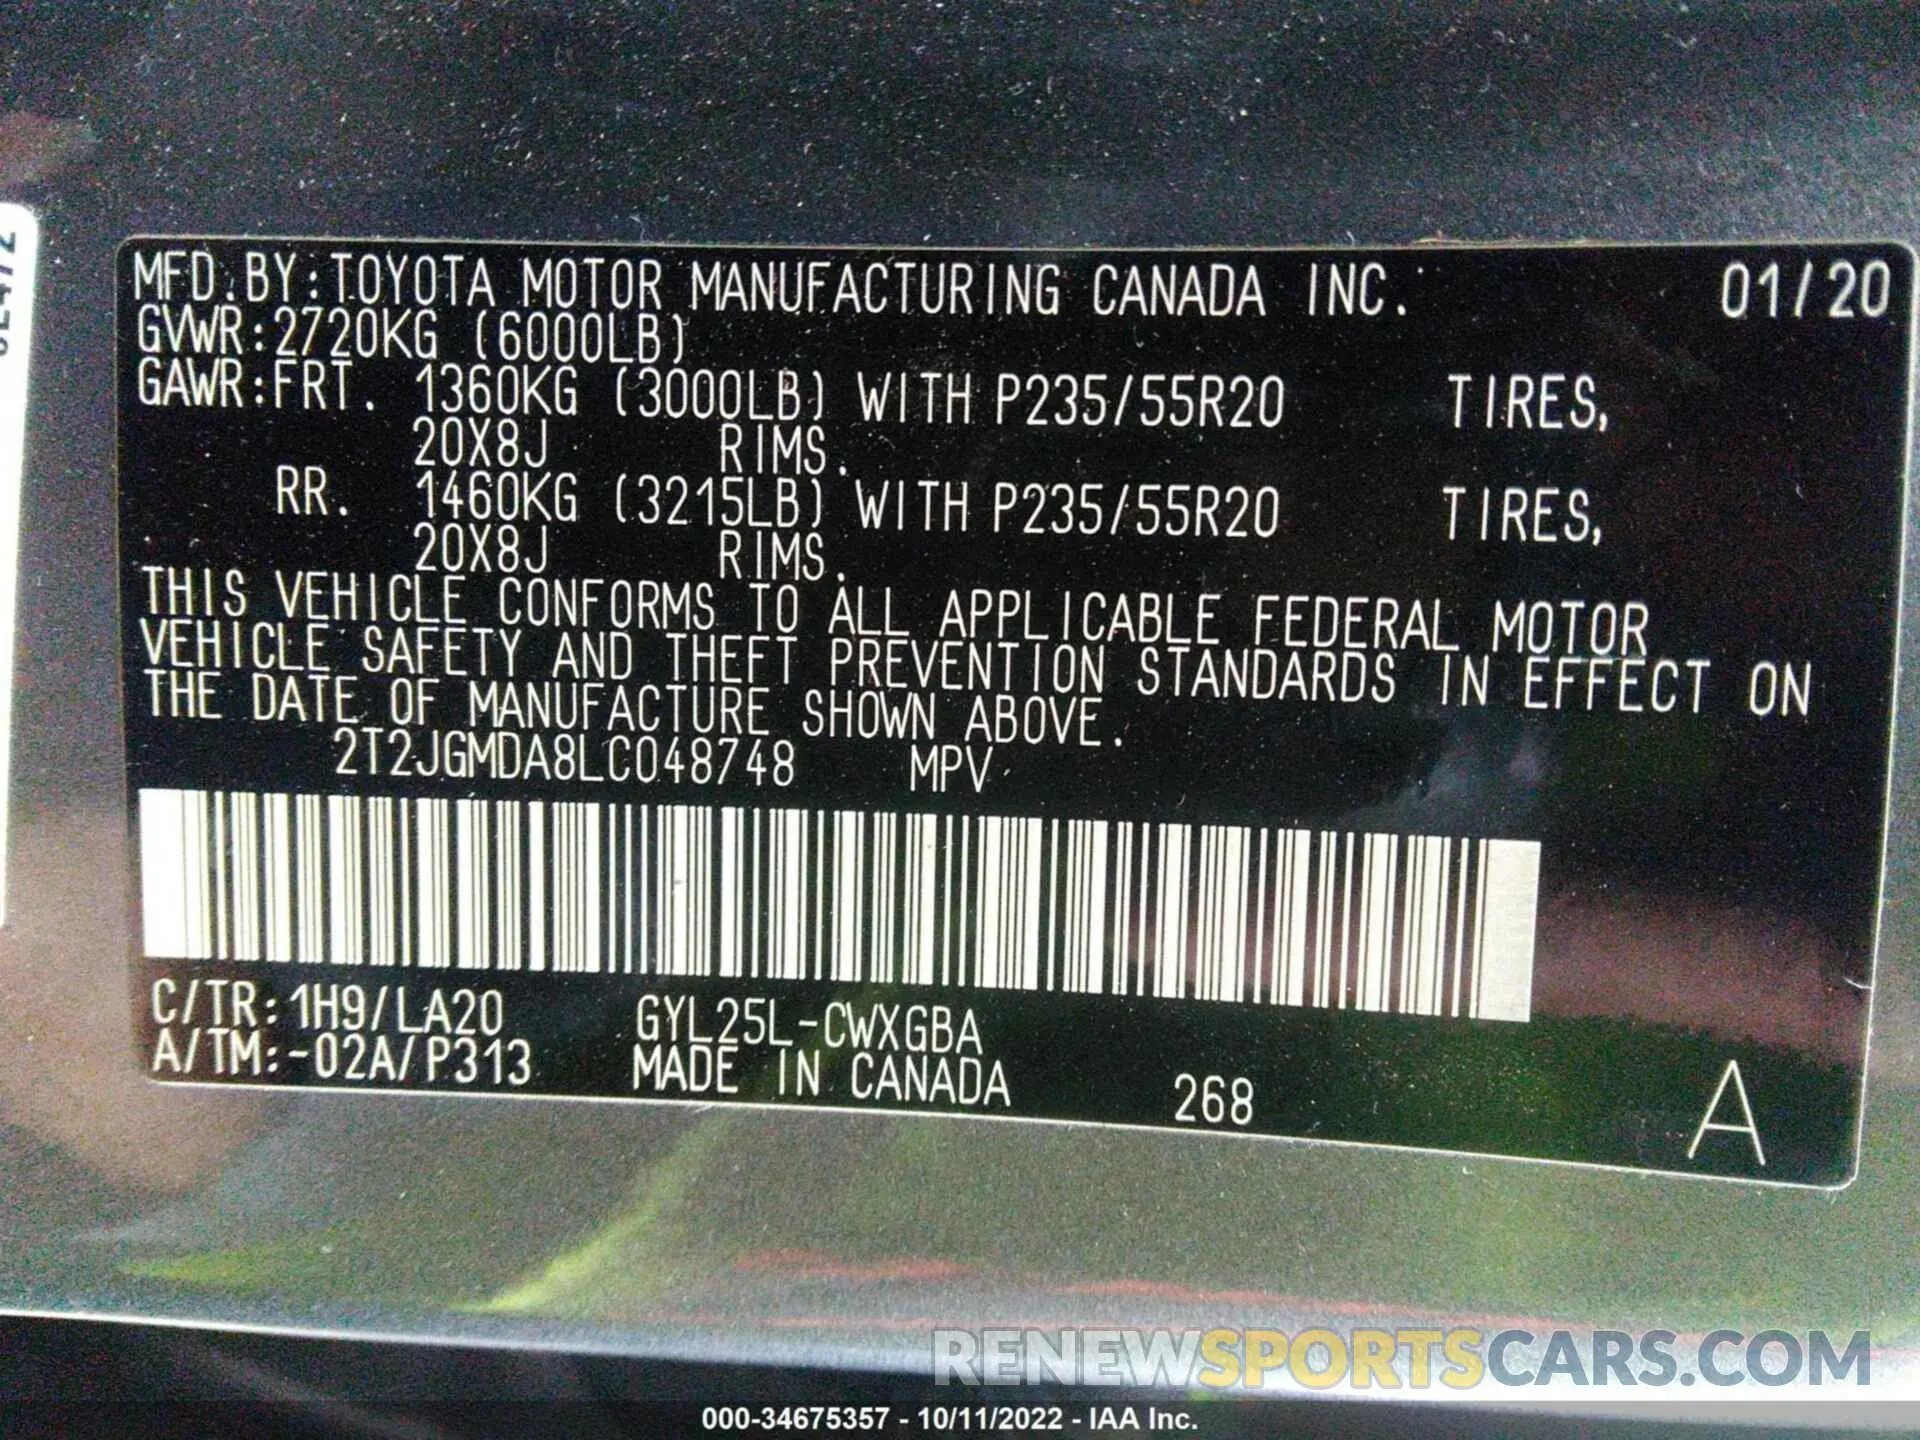 MFD.BY:TOYOTA MOTOR MANUFACTURING CANADA INC. 01/20
GVWR:2720KG (6000LB)
GAWR:FRT. 1360KG (3000LB) WITH P235/55R20 TIRES,
20X8J RIMS.
RR. 1460KG (3215LB) WITH P235/55R20 TIRES,
20X8J RIMS.
THIS VEHICLE CONFORMS TO ALL APPLICABLE FEDERAL MOTOR
VEHICLE SAFETY AND THEFT PREVENTION STANDARDS IN EFFECT ON
THE DATE OF MANUFACTURE SHOWN ABOVE.
2T2JGMDA8LC048748 MPV
C/TR:1H9/LA20 GYL25L-CWXGBA
A/TM:-02A/P313 MADE IN CANADA 268 A
RENEWSPORTSCARS.COM
000-34675357 - 10/11/2022 - IAA Inc.